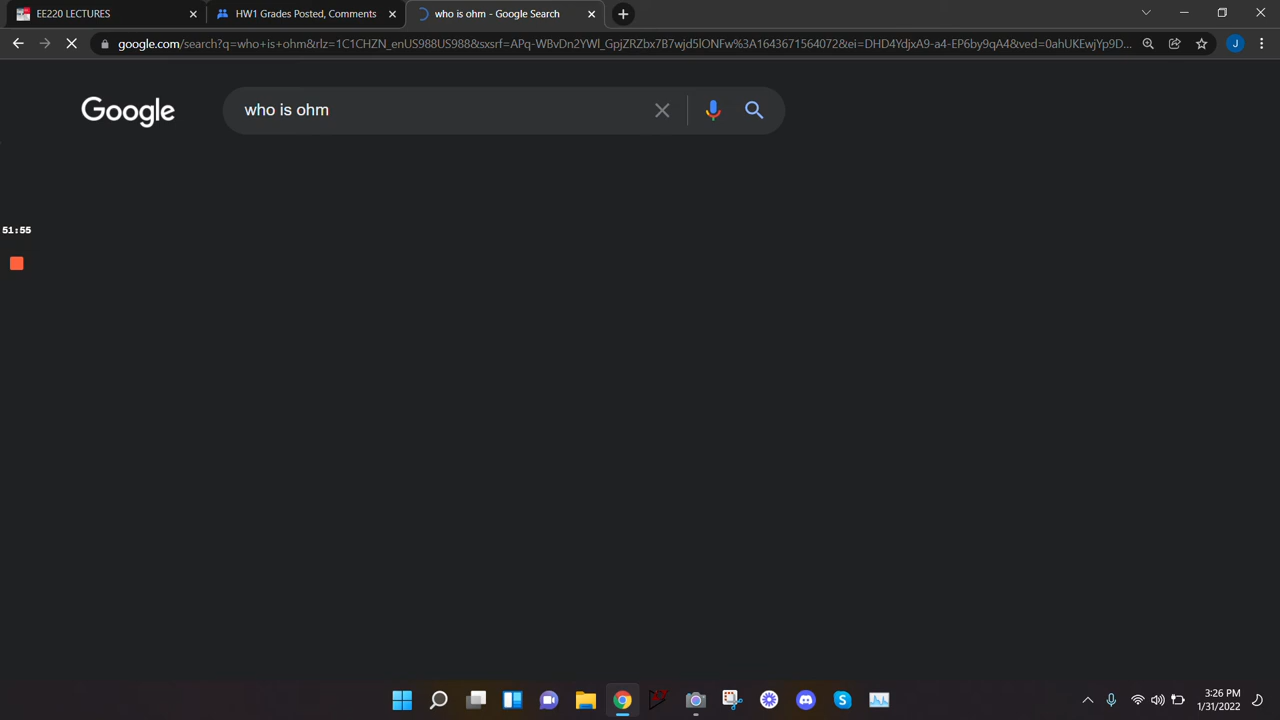 EE220 LECTURES
HW1 Grades Posted, Comments
who is ohm - Google Search
google.com/search?q=who+is+ohm&rlz=1C1CHZN_enUS988US988&sxsrf=APq-WBvDn2YWl_GpjZRZbx7B7wjd5lONFw%3A1643671564072&ei=DHD4YdjxA9-a4-EP6by9qA4&ved=0ahUKEwjYp9D...
J
Google
who is ohm
51:55
3:26 PM
1/31/2022